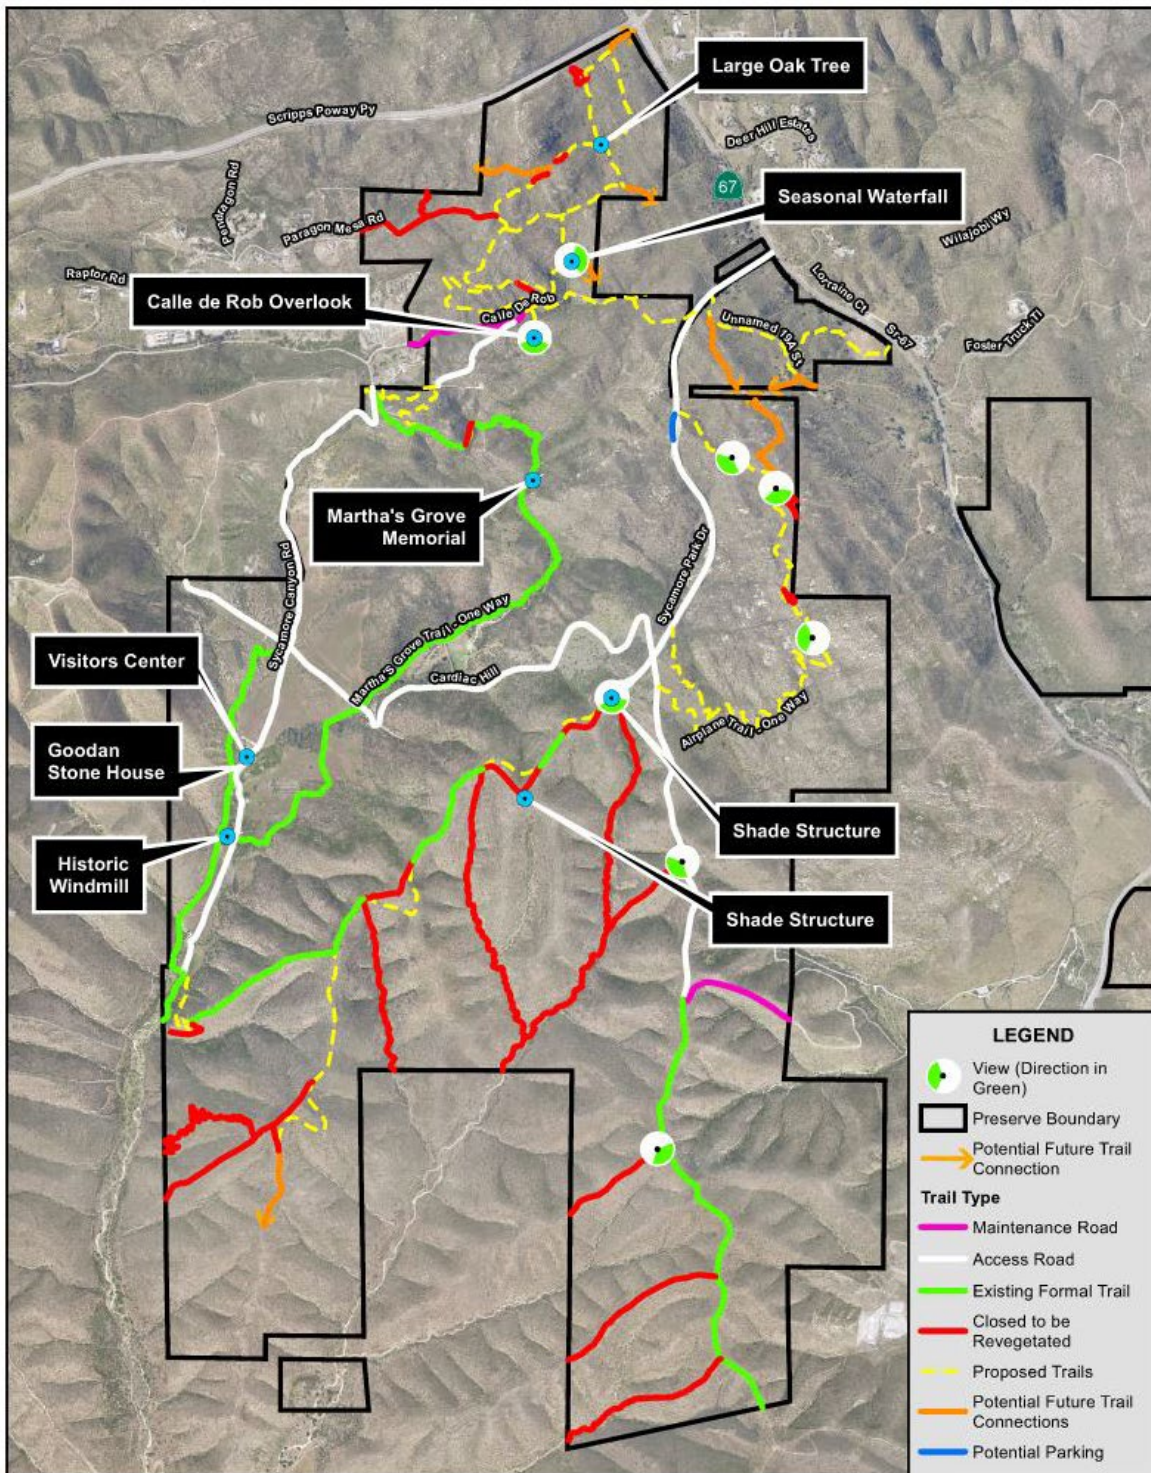 Large Oak Tree
Scripps Poway Py
Deer Hill Estates
67
Pendragon Rd
Seasonal Waterfall
Paragon Mesa Rd
Wilajobi Wy
Raptor Rd
Calle de Rob Overlook
Calle De Rob
Lorraine Ct
Unnamed 19A St
Sr-67
Foster Truck Tl
Martha's Grove
Memorial
Sycamore Canyon Rd
Sycamore Park Dr
Martha'S Grove Trail - One Way
Visitors Center
Cardiac Hill
Goodan
Stone House
Airplane Trail - One Way
Shade Structure
Historic
Windmill
Shade Structure
LEGEND
View (Direction in
Green)
Preserve Boundary
Potential Future Trail
Connection
Trail Type
Maintenance Road
Access Road
Existing Formal Trail
Closed to be
Revegetated
Proposed Trails
Potential Future Trail
Connections
Potential Parking